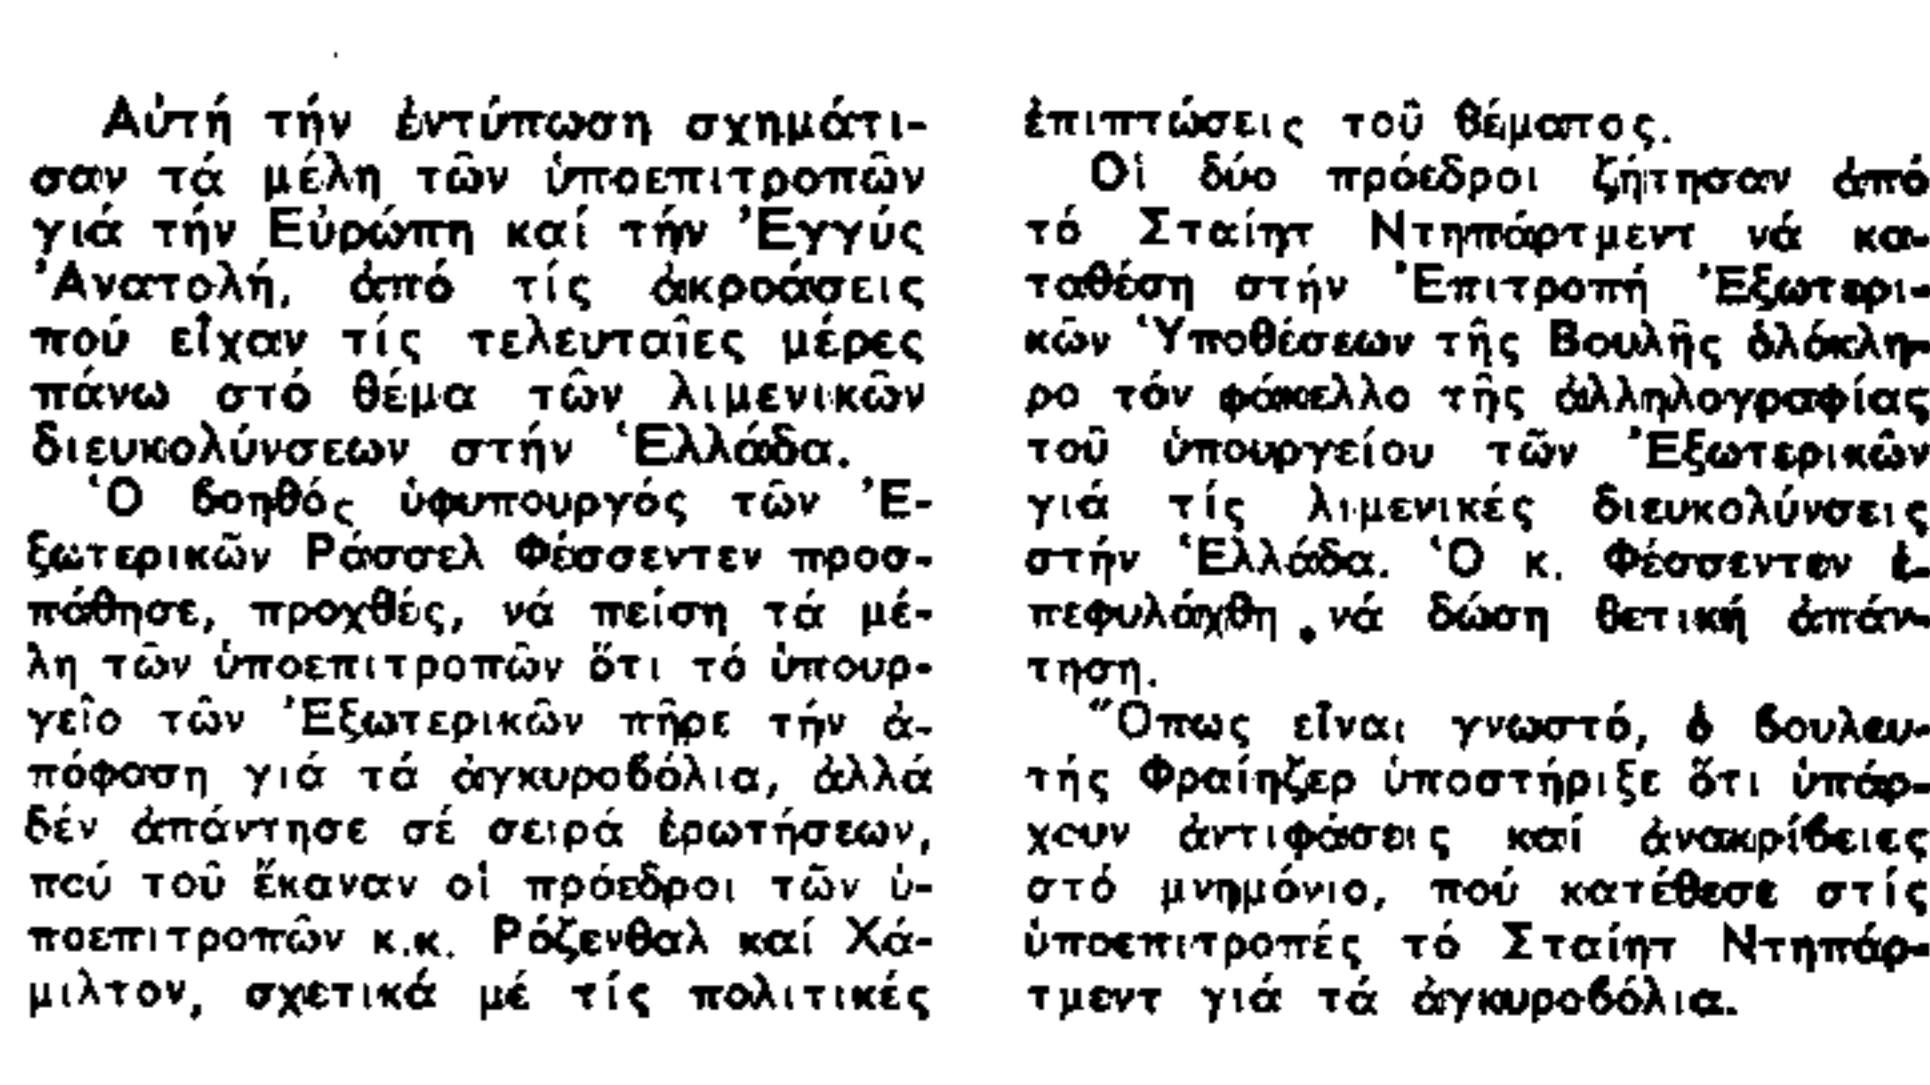 Αὐτή τήν ἐντύπωση σχημάτι-
σαν τά μέλη τῶν ὑποεπιτροπῶν
γιά τήν Εὐρώπη καί τήν Ἐγγύς
Ἀνατολή, ἀπό τίς ἀκροάσεις
πού εἶχαν τίς τελευταῖες μέρες
πάνω στό θέμα τῶν λιμενικῶν
διευκολύνσεων στήν Ἑλλάδα.
Ὁ βοηθός ὑφυπουργός τῶν Ἐ-
ξωτερικῶν Ράσσελ Φέσσεντεν προσ-
πάθησε, προχθές, νά πείση τά μέ-
λη τῶν ὑποεπιτροπῶν ὅτι τό ὑπουρ-
γεῖο τῶν Ἐξωτερικῶν πῆρε τήν ἀ-
πόφαση γιά τά ἀγκυροβόλια, ἀλλά
δέν ἀπάντησε σέ σειρά ἐρωτήσεων,
πού τοῦ ἔκαναν οἱ πρόεδροι τῶν ὑ-
ποεπιτροπῶν κ.κ. Ρόζενθαλ καί Χά-
μιλτον, σχετικά μέ τίς πολιτικές
ἐπιπτώσεις τοῦ θέματος.
Οἱ δύο πρόεδροι ζήτησαν ἀπό
τό Σταίητ Ντηπάρτμεντ νά κα-
ταθέση στήν Ἐπιτροπή Ἐξωτερι-
κῶν Ὑποθέσεων τῆς Βουλῆς ὁλόκλη-
ρο τόν φάκελλο τῆς ἀλληλογραφίας
τοῦ ὑπουργείου τῶν Ἐξωτερικῶν
γιά τίς λιμενικές διευκολύνσεις
στήν Ἑλλάδα. Ὁ κ. Φέσσεντεν ἐ-
πεφυλάχθη νά δώση θετική ἀπάν-
τηση.
Ὅπως εἶναι γνωστό, ὁ βουλευ-
τής Φραίηζερ ὑποστήριξε ὅτι ὑπάρ-
χουν ἀντιφάσεις καί ἀνακρίβειες
στό μνημόνιο, πού κατέθεσε στίς
ὑποεπιτροπές τό Σταίητ Ντηπάρ-
τμεντ γιά τά ἀγκυροβόλια.